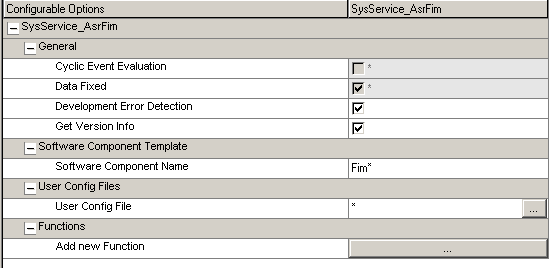 Configurable Options SysService_AsrFim
SysService_AsrFim
General
Cyclic Event Evaluation *
Data Fixed *
Development Error Detection
Get Version Info
Software Component Template
Software Component Name Fim*
User Config Files
User Config File * ...
Functions
Add new Function ...